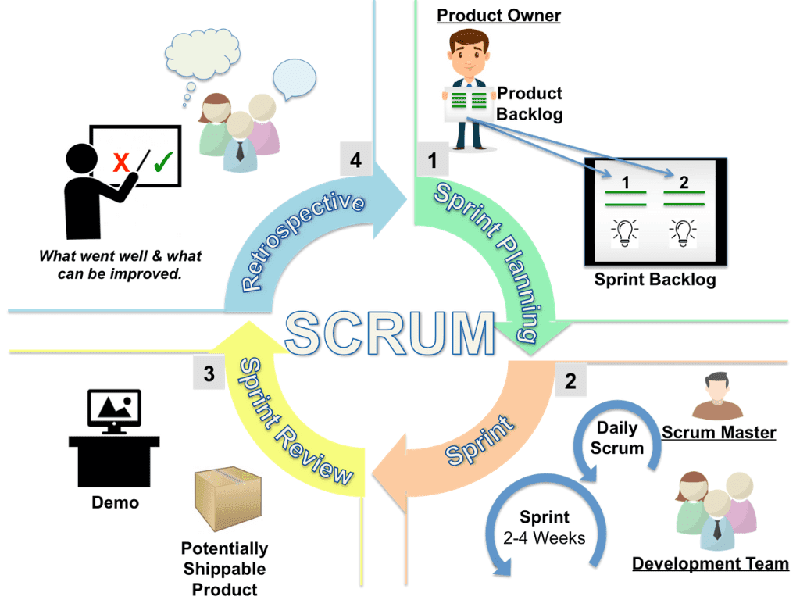 Product Owner
Product
Backlog
1
Sprint Planning
1 2
Sprint Backlog
SCRUM
2
Sprint
Daily
Scrum
Scrum Master
Sprint
2-4 Weeks
Development Team
3
Sprint Review
Demo
Potentially
Shippable
Product
4
Retrospective
X ✓
What went well & what
can be improved.